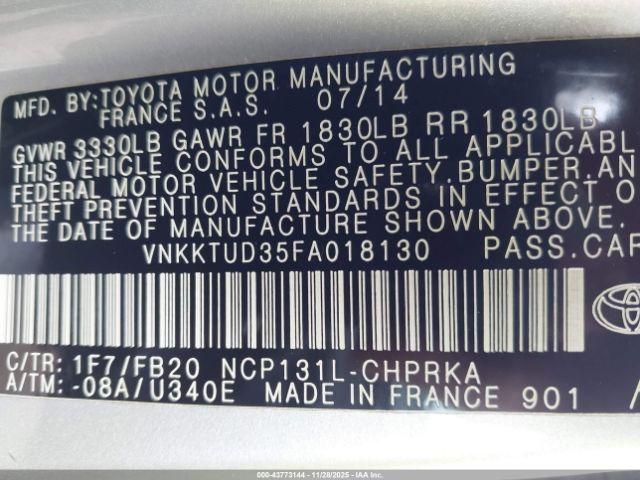 MFD. BY:TOYOTA MOTOR MANUFACTURING
FRANCE S.A.S. 07/14
GVWR 3330LB GAWR FR 1830LB RR 1830LB
THIS VEHICLE CONFORMS TO ALL APPLICABL
FEDERAL MOTOR VEHICLE SAFETY,BUMPER,AN
THEFT PREVENTION STANDARDS IN EFFECT O
THE DATE OF MANUFACTURE SHOWN ABOVE.
VNKKTUD35FA018130 PASS.CAR
C/TR: 1F7/FB20 NCP131L-CHPRKA
A/TM: -08A/U340E MADE IN FRANCE 901
000-43773144 - 11/28/2025 - IAAI.COM